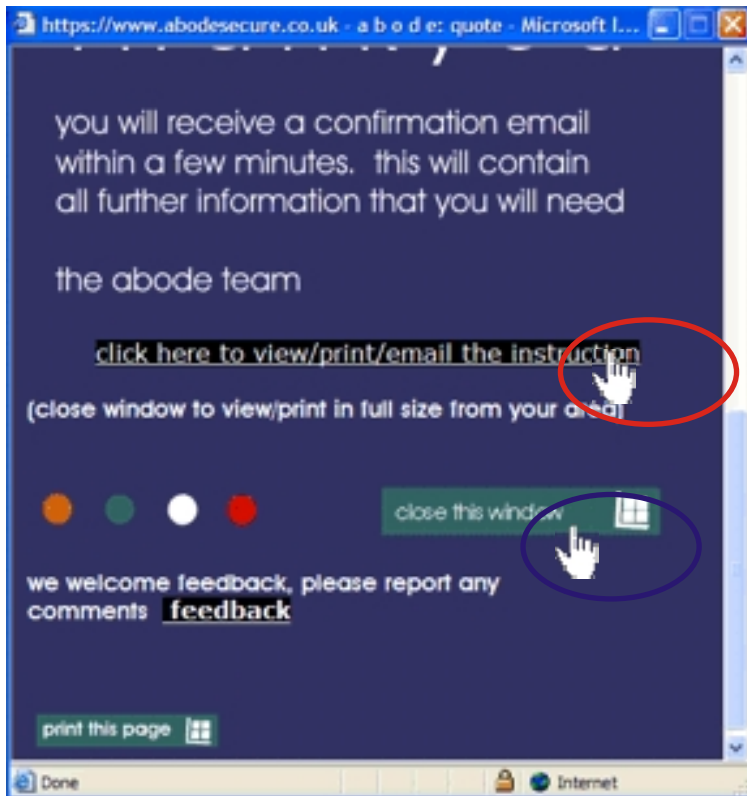 https://www.abodesecure.co.uk - a b o d e: quote - Microsoft I...
you will receive a confirmation email
within a few minutes. this will contain
all further information that you will need
the abode team
click here to view/print/email the instruction
(close window to view/print in full size from your area)
close this window
we welcome feedback, please report any
comments feedback
print this page
Done
Internet